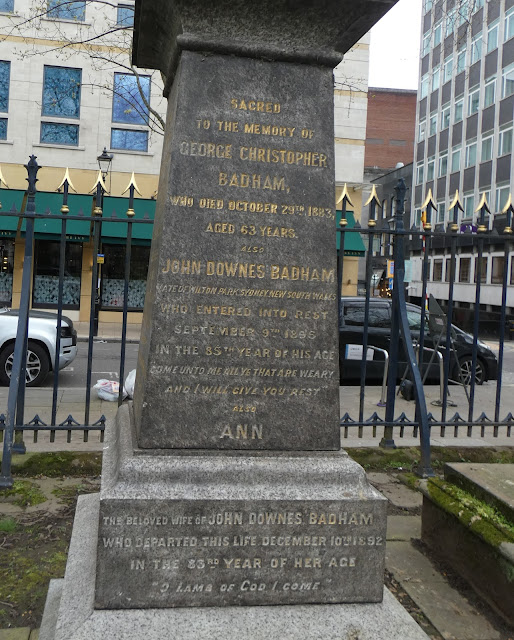 SACRED
TO THE MEMORY OF
GEORGE CHRISTOPHER
BADHAM,
WHO DIED OCTOBER 29TH 1883,
AGED 63 YEARS.
ALSO
JOHN DOWNES BADHAM
LATE OF WILTON PARK, SYDNEY, NEW SOUTH WALES
WHO ENTERED INTO REST
SEPTEMBER 9TH 1895
IN THE 85TH YEAR OF HIS AGE
COME UNTO ME ALL YE THAT ARE WEARY
AND I WILL GIVE YOU REST
ALSO
ANN
THE BELOVED WIFE OF JOHN DOWNES BADHAM
WHO DEPARTED THIS LIFE DECEMBER 10TH 1892
IN THE 83RD YEAR OF HER AGE
"O LAMB OF GOD I COME"